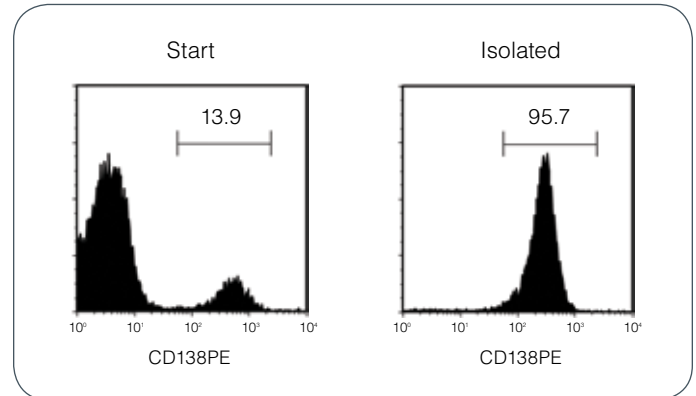 Start
13.9
10⁰ 10¹ 10² 10³ 10⁴
CD138PE
Isolated
95.7
10⁰ 10¹ 10² 10³ 10⁴
CD138PE